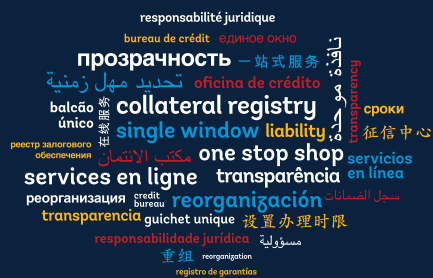 responsabilité juridique
bureau de crédit
единое окно
прозрачность
一站式服务
نافذة موحدة
تحديد مهل زمنية
oficina de crédito
transparency
balcão único
在线服务
collateral registry
сроки
single window
liability
征信中心
реестр залогового обеспечения
مكتب الائتمان
one stop shop
servicios en línea
services en ligne
transparência
реорганизация
credit bureau
reorganización
سجل الضمانات
transparencia
guichet unique
设置办理时限
responsabilidade jurídica
مسؤولية
重组
reorganization
registro de garantías